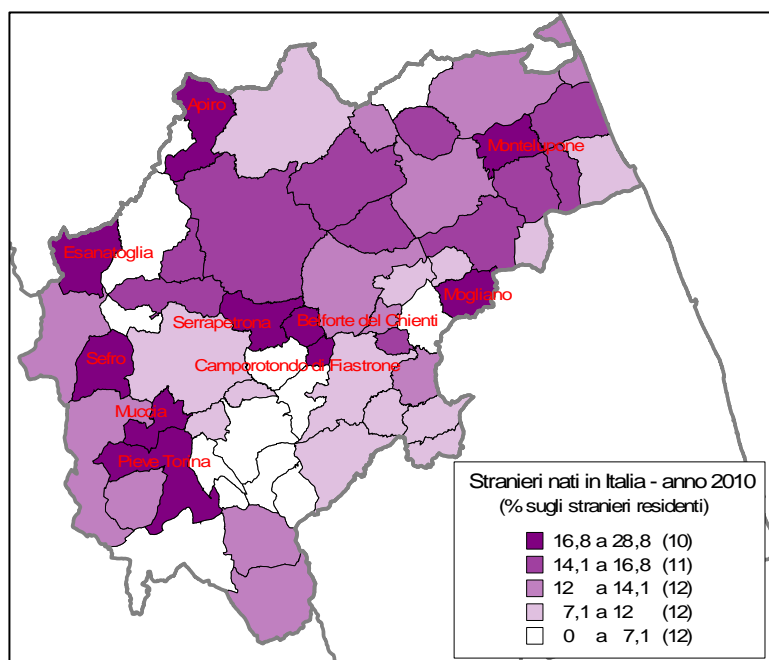 Apiro
Montelupone
Esanatoglia
Mogliano
Serrapetrona
Belforte del Chienti
Sefro
Camporotondo di Fiastrone
Muccia
Pieve Torina
Stranieri nati in Italia - anno 2010
(% sugli stranieri residenti)
16,8 a 28,8 (10)
14,1 a 16,8 (11)
12 a 14,1 (12)
7,1 a 12 (12)
0 a 7,1 (12)